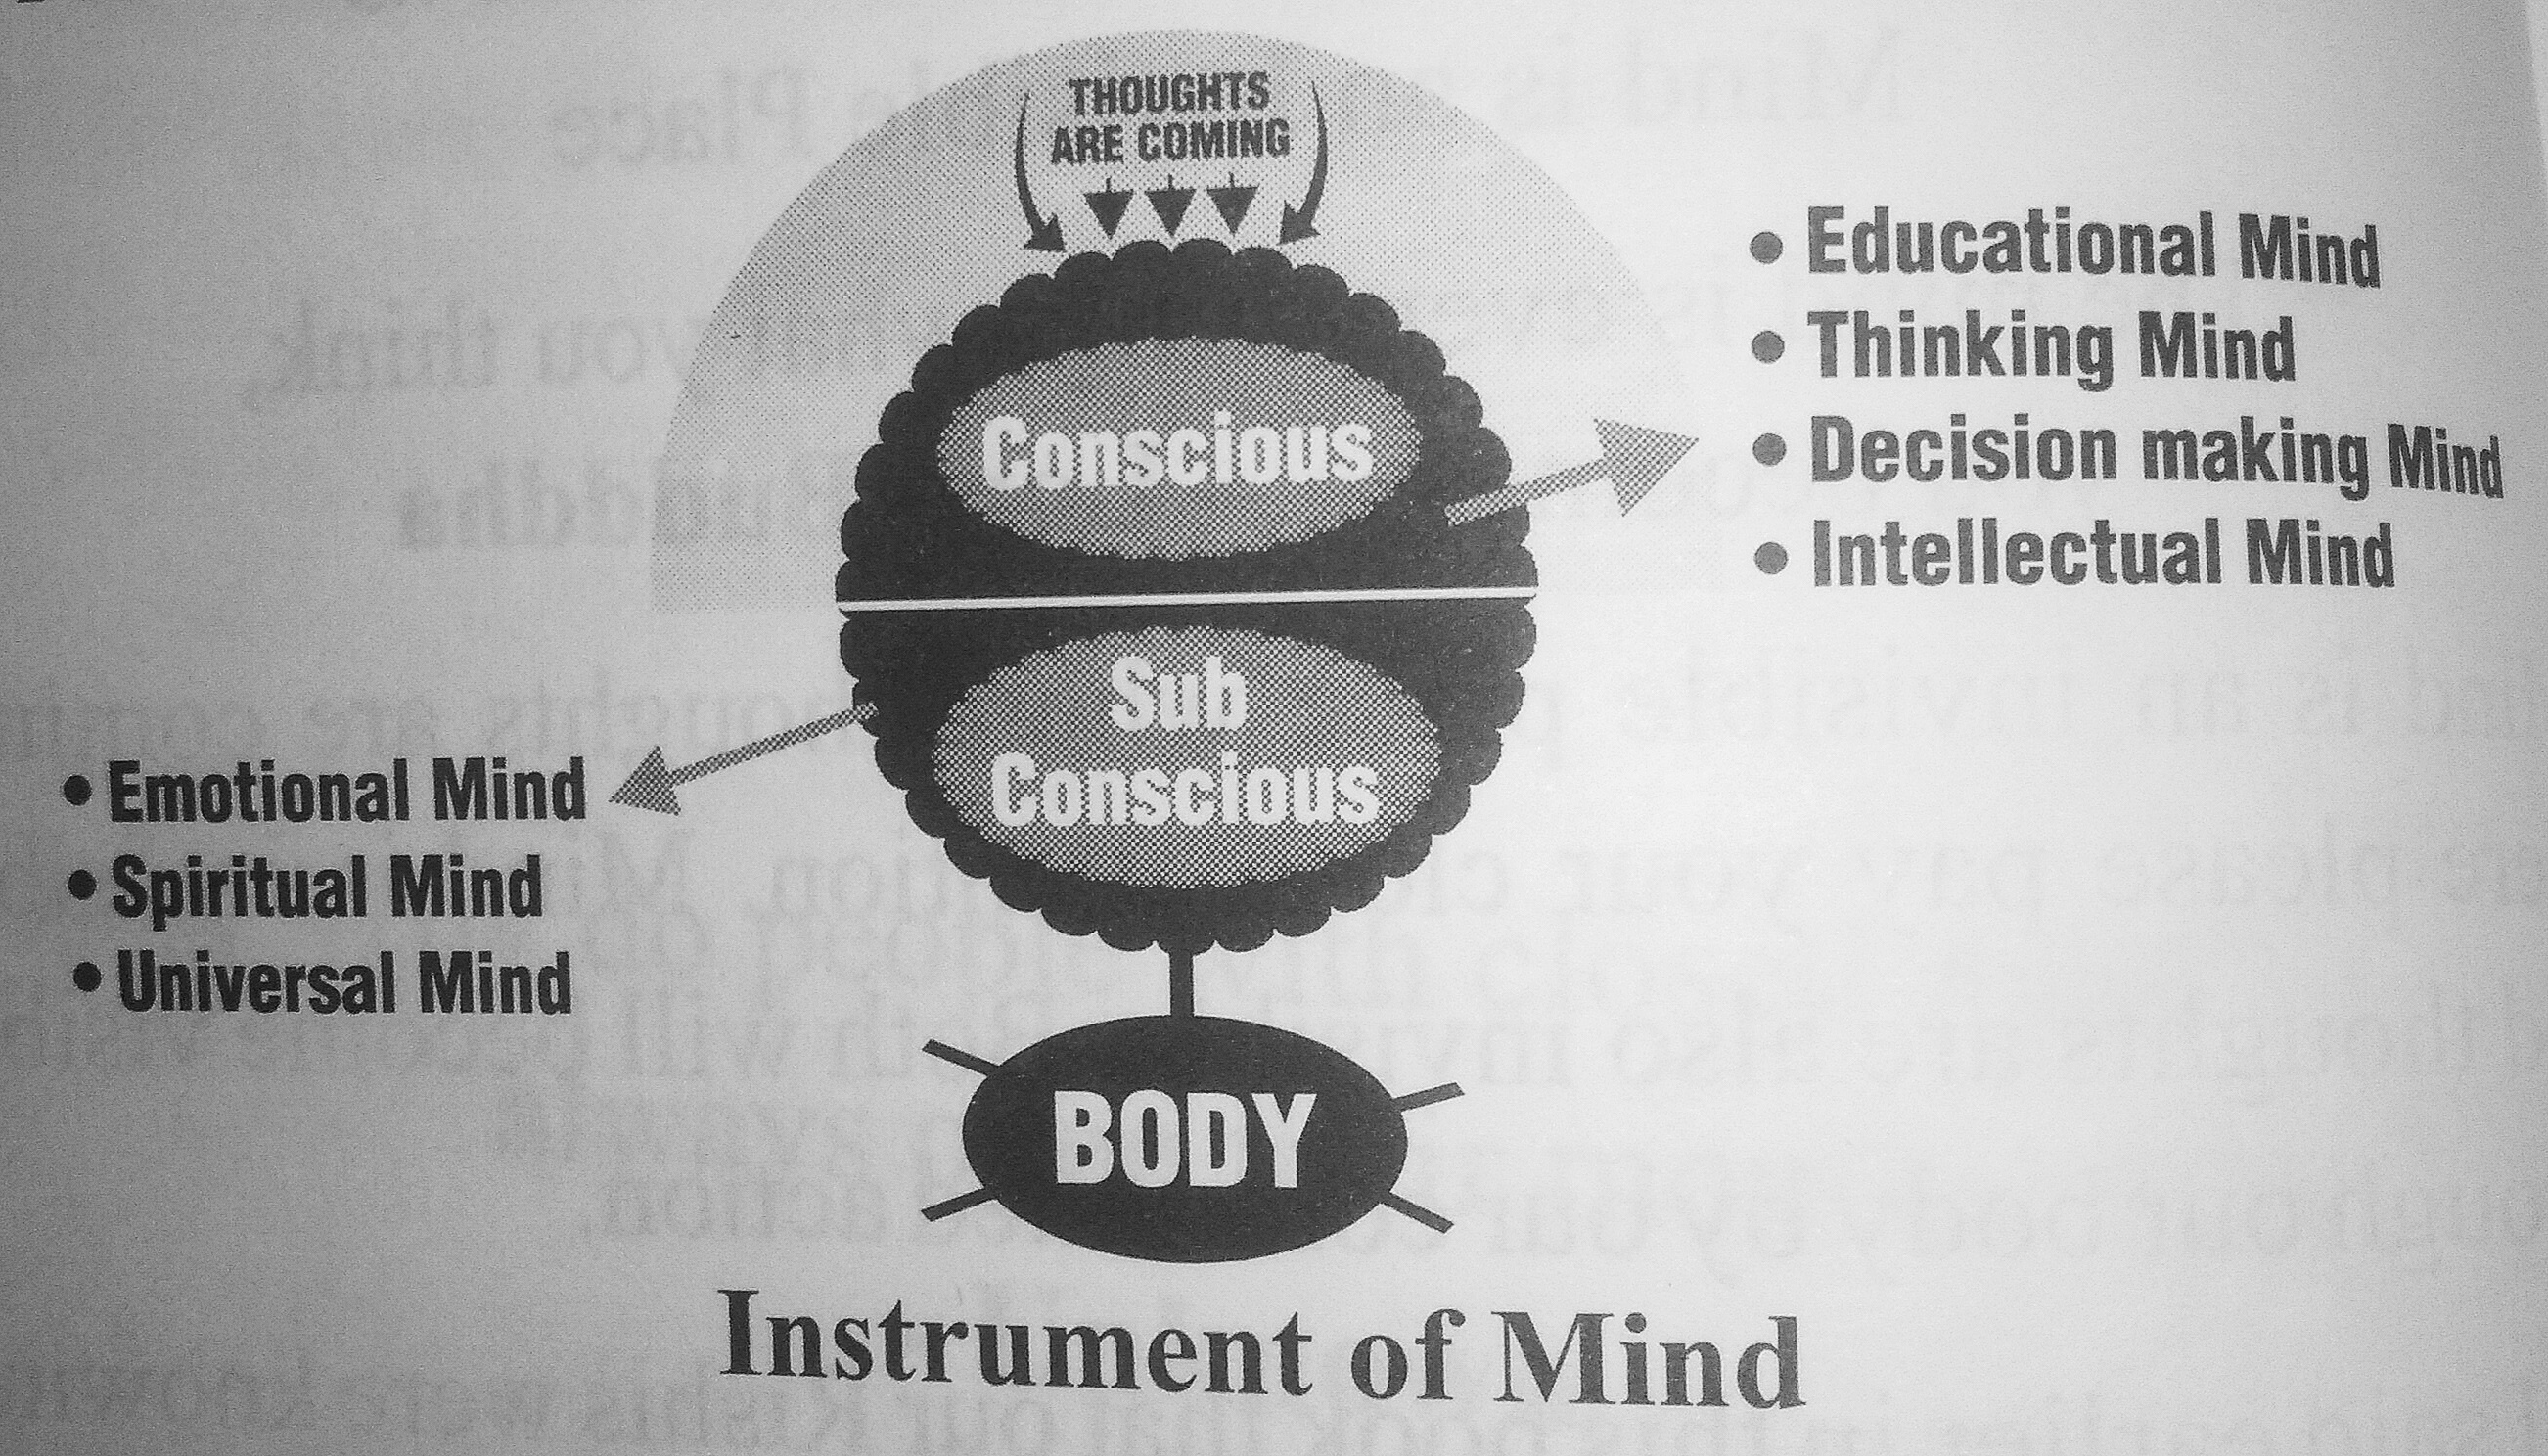 THOUGHTS
ARE COMING
Conscious
• Educational Mind
• Thinking Mind
• Decision making Mind
• Intellectual Mind
Sub
Conscious
• Emotional Mind
• Spiritual Mind
• Universal Mind
BODY
Instrument of Mind